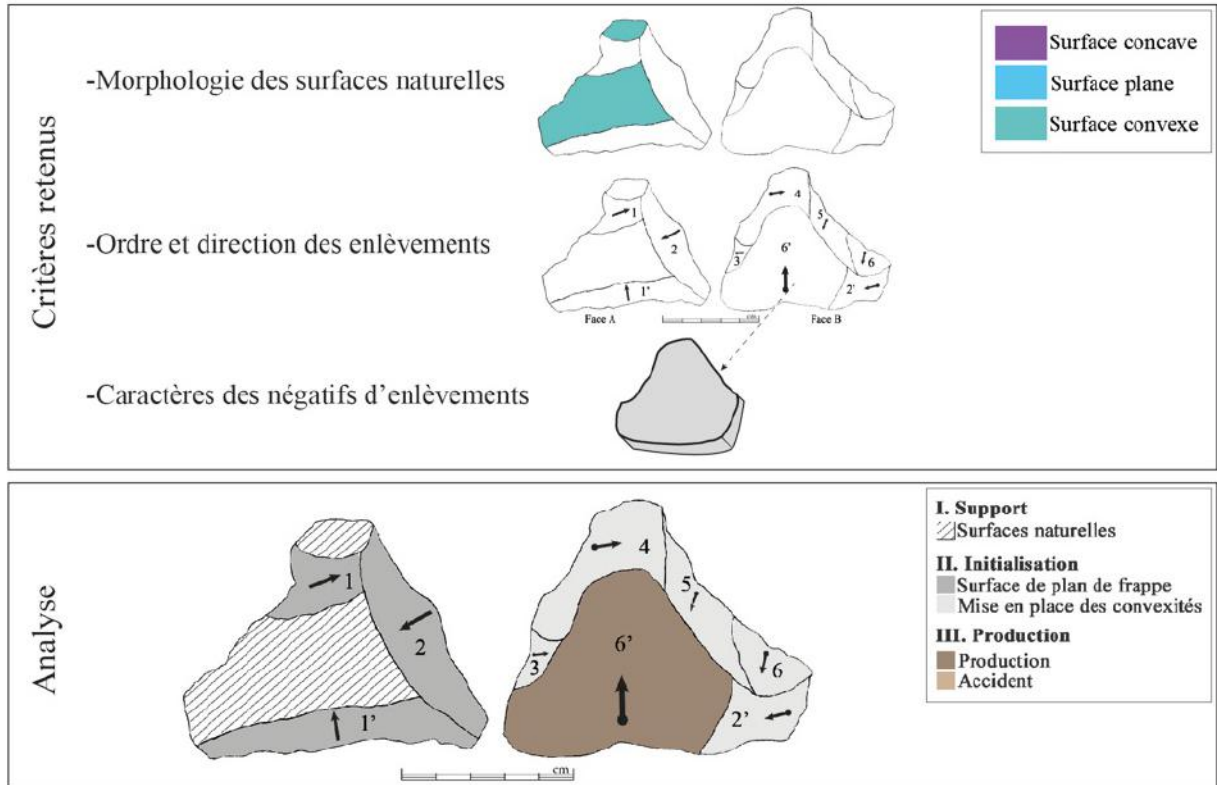 Critères retenus
-Morphologie des surfaces naturelles
Surface concave
Surface plane
Surface convexe
-Ordre et direction des enlèvements
1
2
1'
Face A
cm
4
5
3
6'
6
2'
Face B
-Caractères des négatifs d'enlèvements
Analyse
1
2
1'
4
5
6'
3
6
2'
cm
I. Support
Surfaces naturelles
II. Initialisation
Surface de plan de frappe
Mise en place des convexités
III. Production
Production
Accident